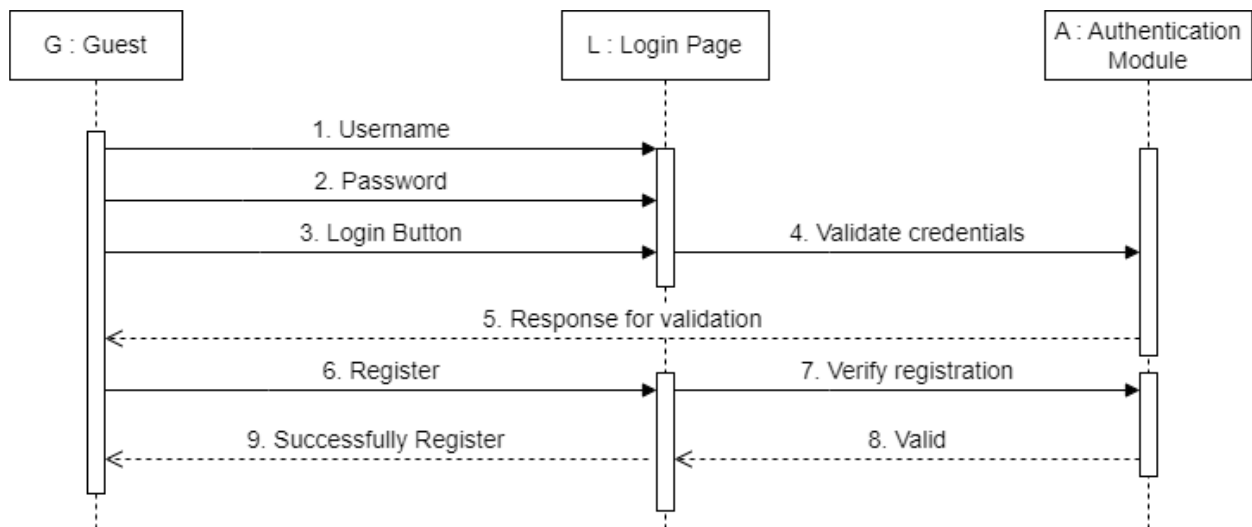 G : Guest
L : Login Page
A : Authentication
Module
1. Username
2. Password
3. Login Button
4. Validate credentials
5. Response for validation
6. Register
7. Verify registration
9. Successfully Register
8. Valid